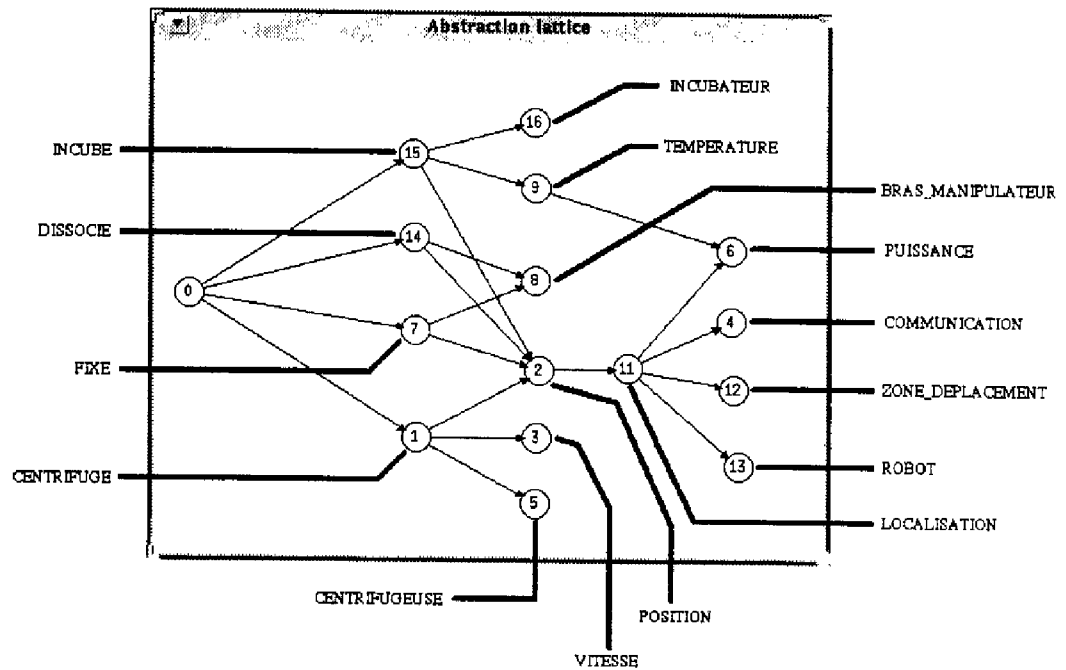 Abstraction lattice
INCUBATEUR
16
INCUBE
15
TEMPERATURE
9
BRAS_MANIPULATEUR
DISSOCIE
14
6
PUISSANCE
8
0
4
COMMUNICATION
7
FIXE
2
11
12
ZONE_DEPLACEMENT
1
3
13
ROBOT
CENTRIFUGE
5
LOCALISATION
CENTRIFUGEUSE
POSITION
VITESSE